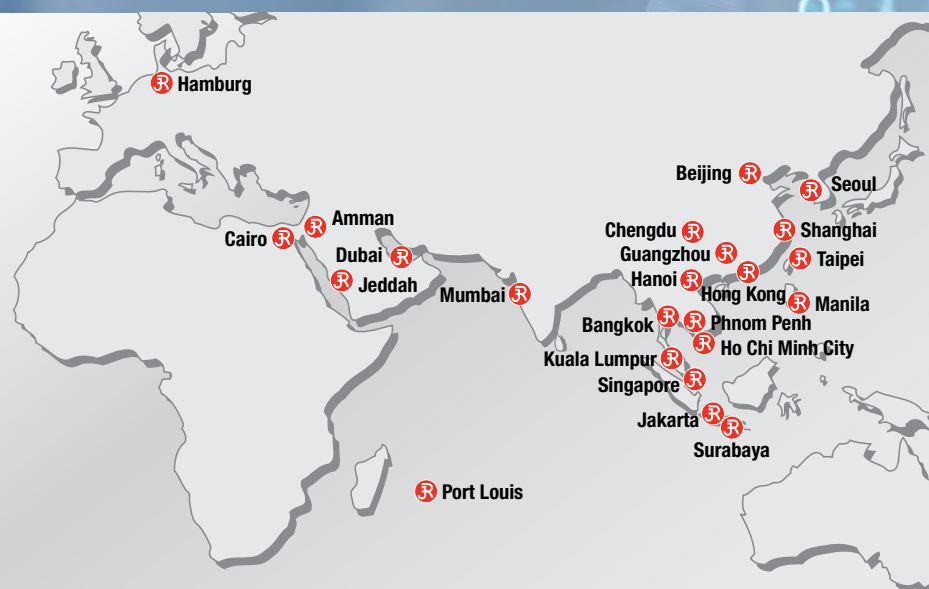 Hamburg
Beijing
Seoul
Amman
Cairo
Chengdu
Shanghai
Dubai
Guangzhou
Taipei
Jeddah
Hanoi
Mumbai
Hong Kong
Manila
Bangkok
Phnom Penh
Ho Chi Minh City
Kuala Lumpur
Singapore
Jakarta
Surabaya
Port Louis